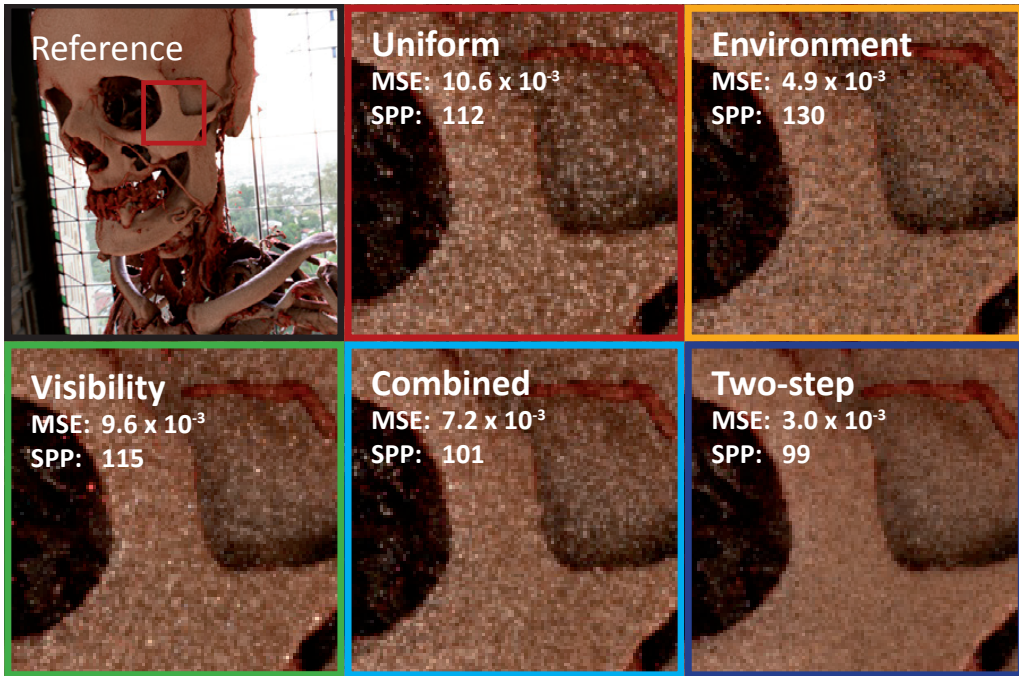 Reference
Uniform
MSE: 10.6 x 10⁻³
SPP: 112
Environment
MSE: 4.9 x 10⁻³
SPP: 130
Visibility
MSE: 9.6 x 10⁻³
SPP: 115
Combined
MSE: 7.2 x 10⁻³
SPP: 101
Two-step
MSE: 3.0 x 10⁻³
SPP: 99